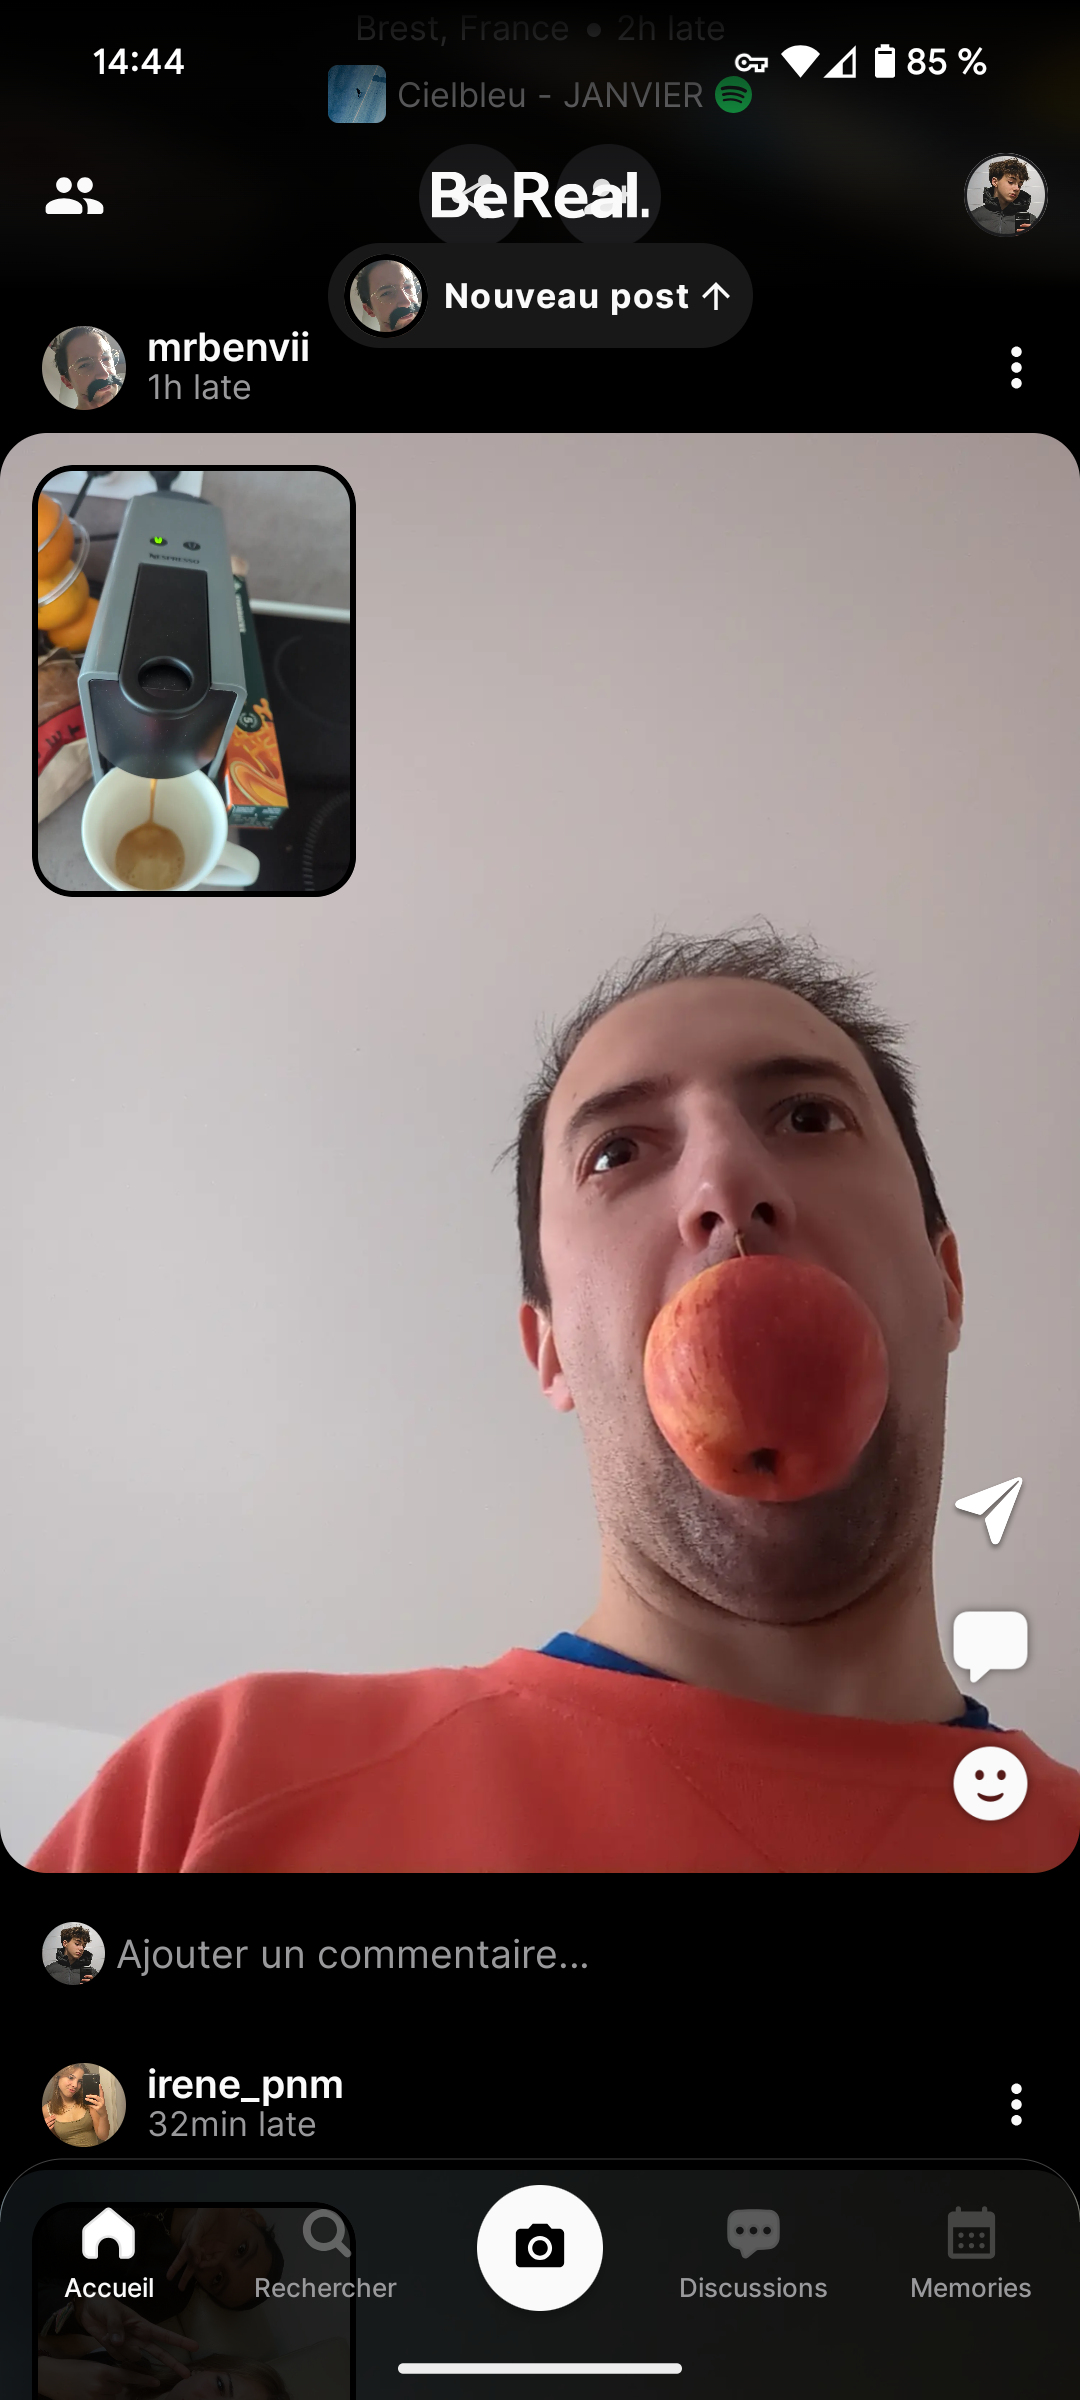 Brest, France • 2h late
14:44
85 %
Cielbleu - JANVIER
BeReal.
Nouveau post ↑
mrbenvii
1h late
NESPRESSO
Ajouter un commentaire...
irene_pnm
32min late
Accueil
Rechercher
Discussions
Memories